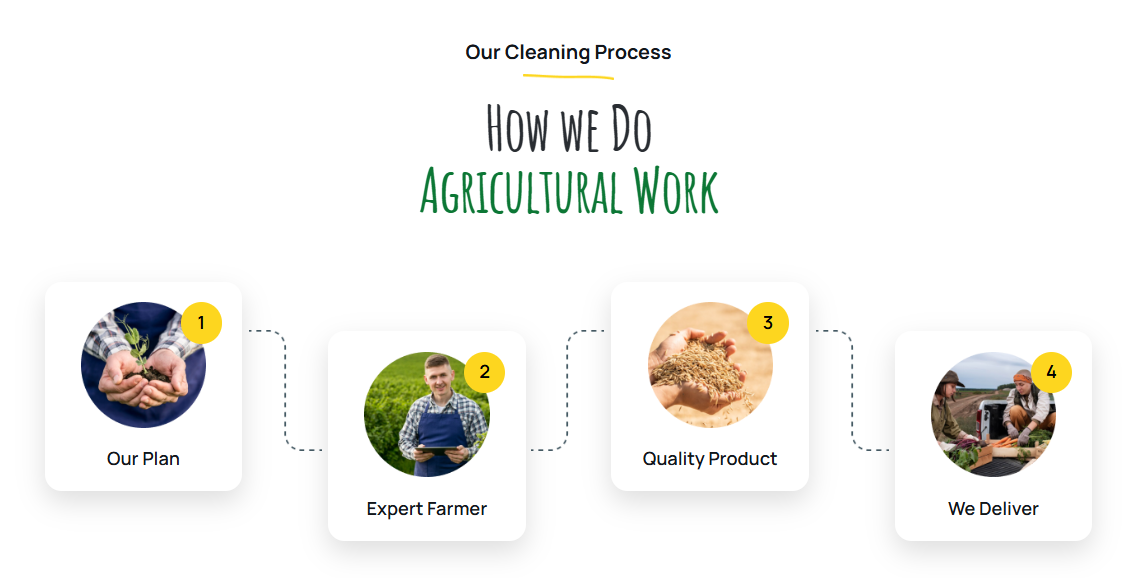 Our Cleaning Process
How we Do
Agricultural Work
1
Our Plan
2
Expert Farmer
3
Quality Product
4
We Deliver